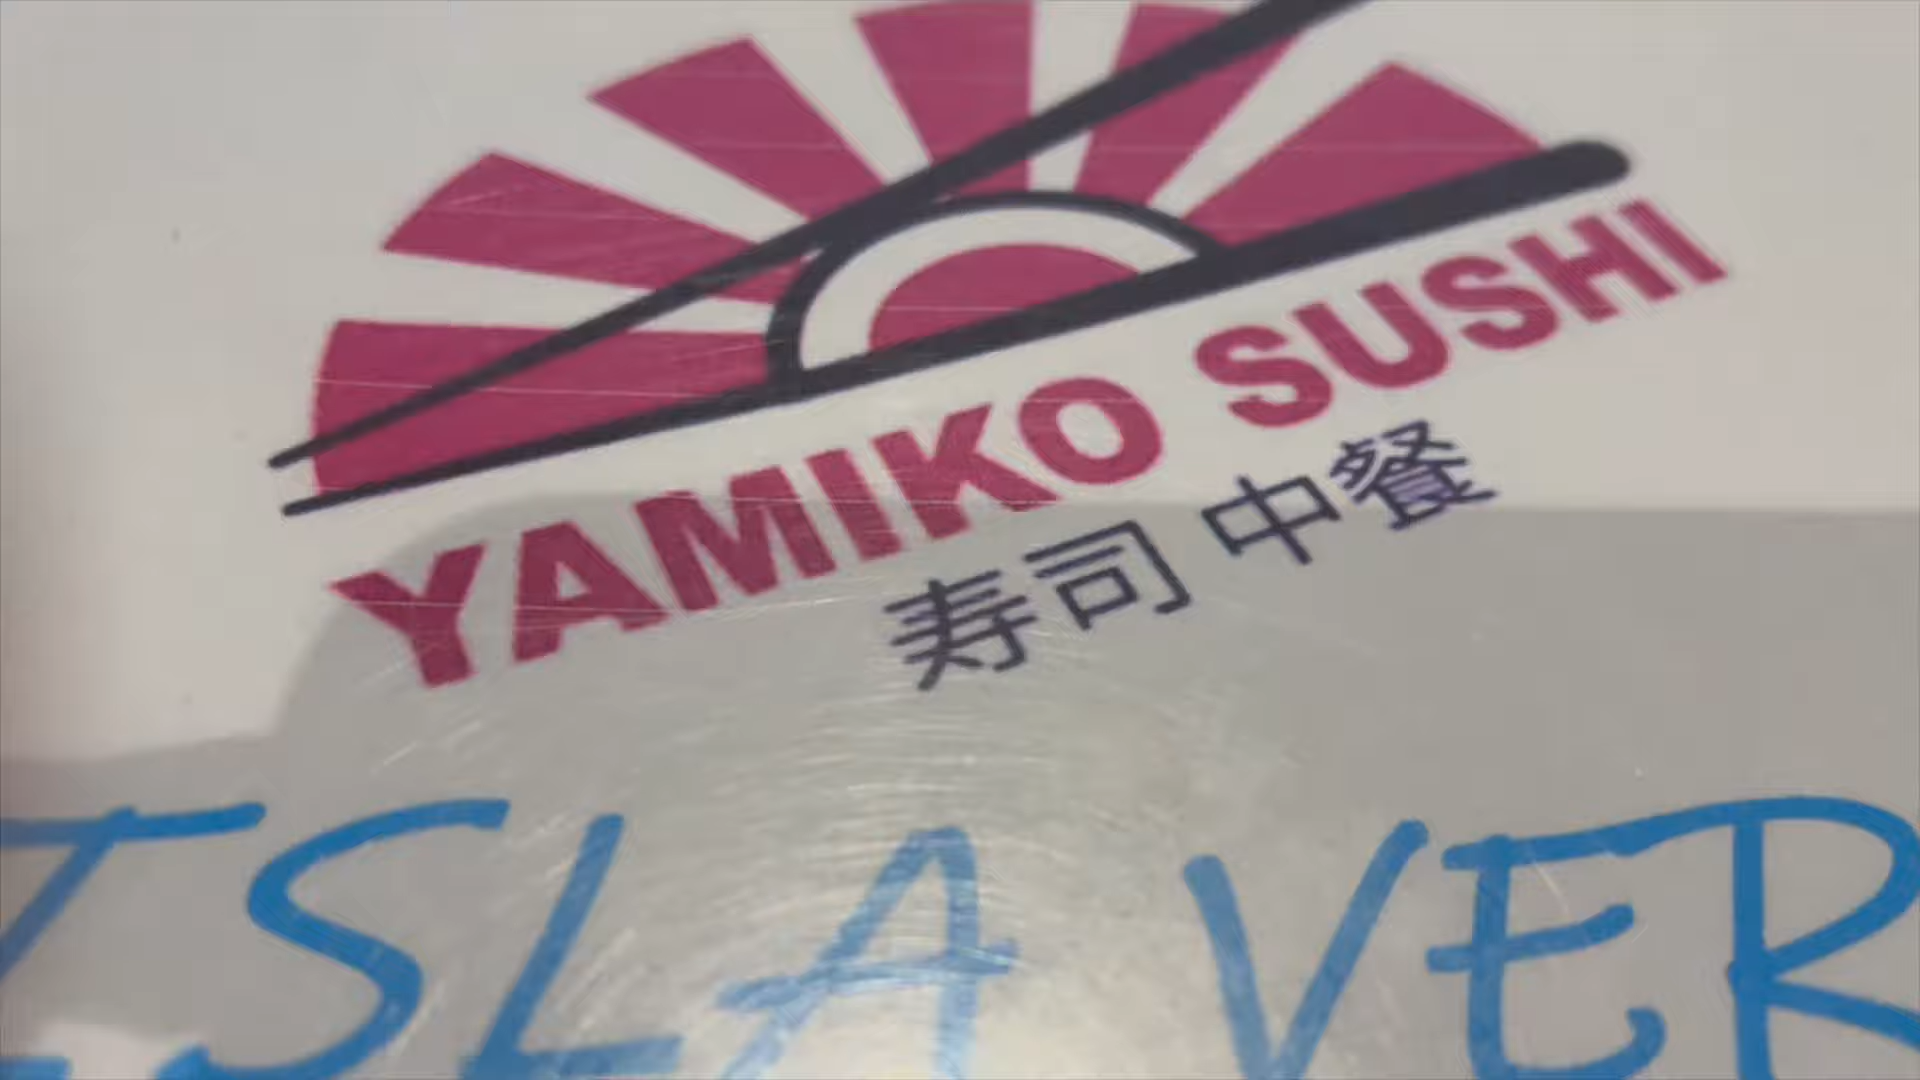 YAMIKO SUSHI
寿司 中餐
ISLA VER